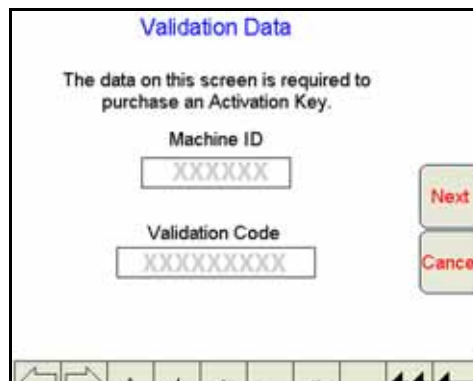 Validation Data
The data on this screen is required to
purchase an Activation Key.
Machine ID
XXXXXX
Next
Validation Code
XXXXXXXXX
Cance